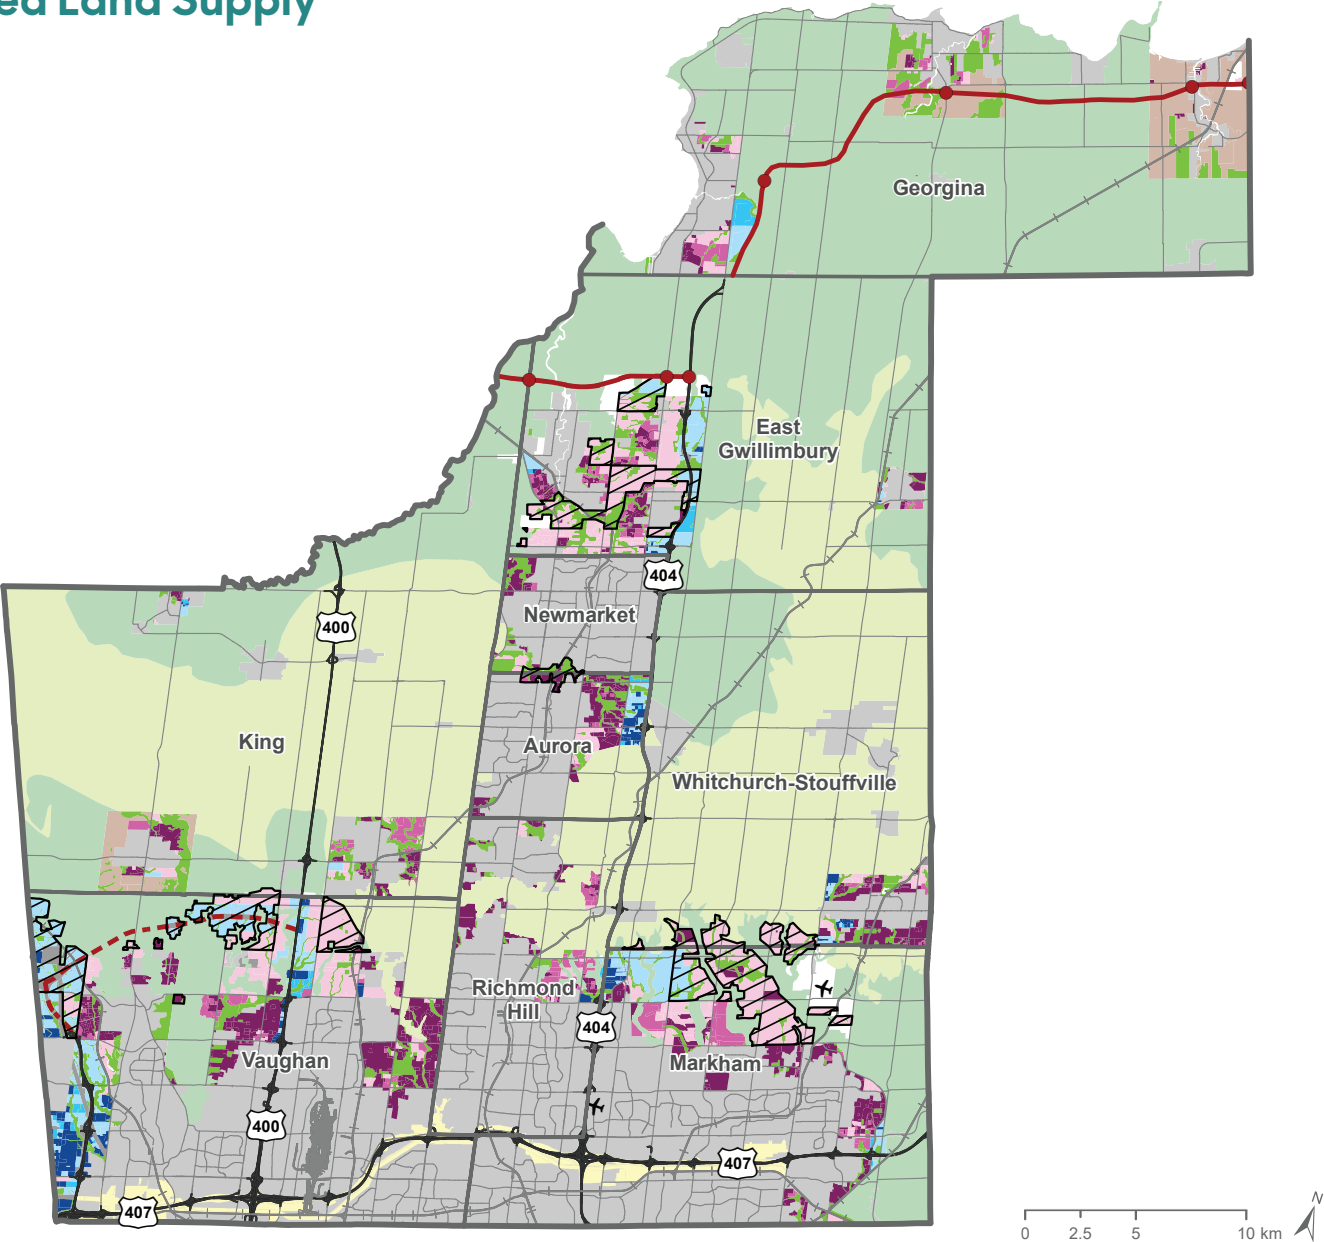 ed Land Supply
Georgina
East
Gwillimbury
404
Newmarket
400
King
Aurora
Whitchurch-Stouffville
Richmond
Hill
404
Vaughan
Markham
400
407
407
N
0 2.5 5 10 km